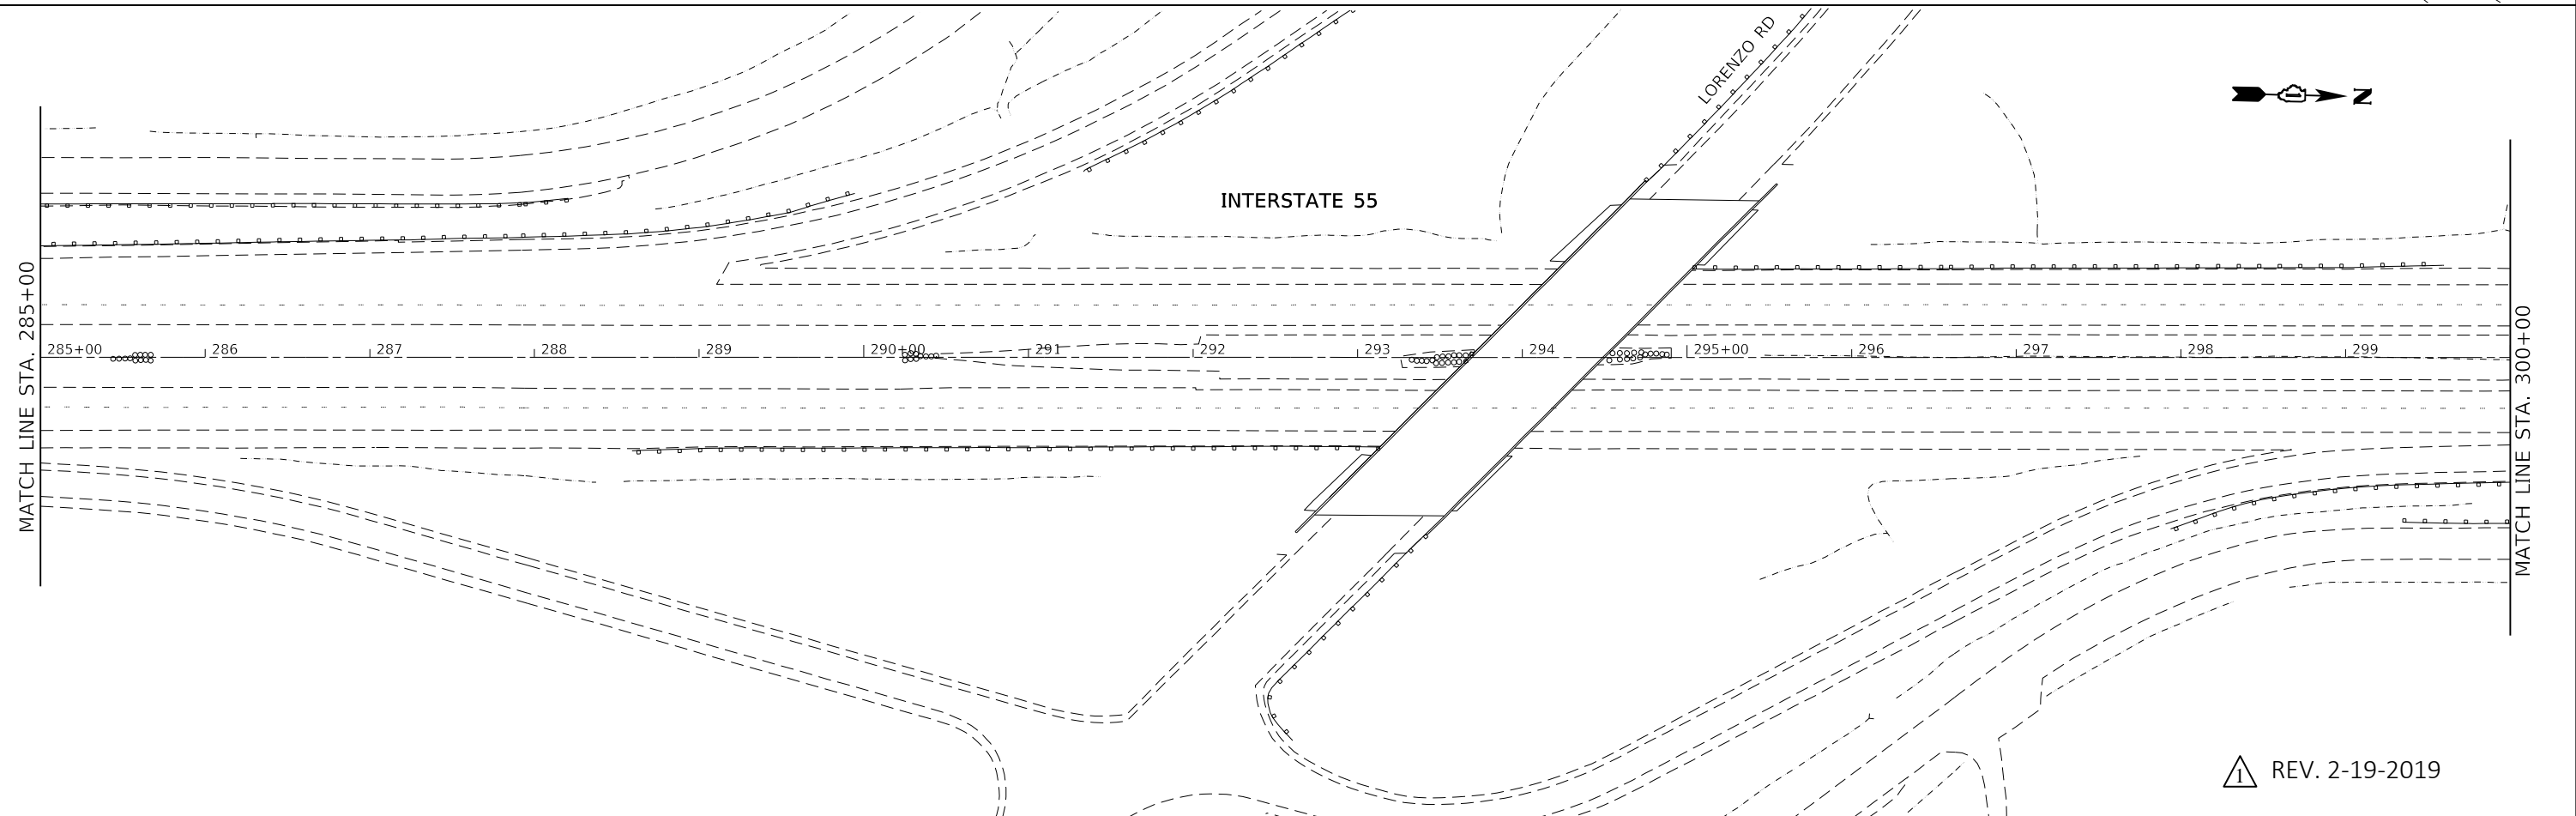 LORENZO RD
N
INTERSTATE 55
MATCH LINE STA. 285+00
285+00 286 287 288 289 290+00 291 292 293 294 295+00 296 297 298 299
MATCH LINE STA. 300+00
1 REV. 2-19-2019